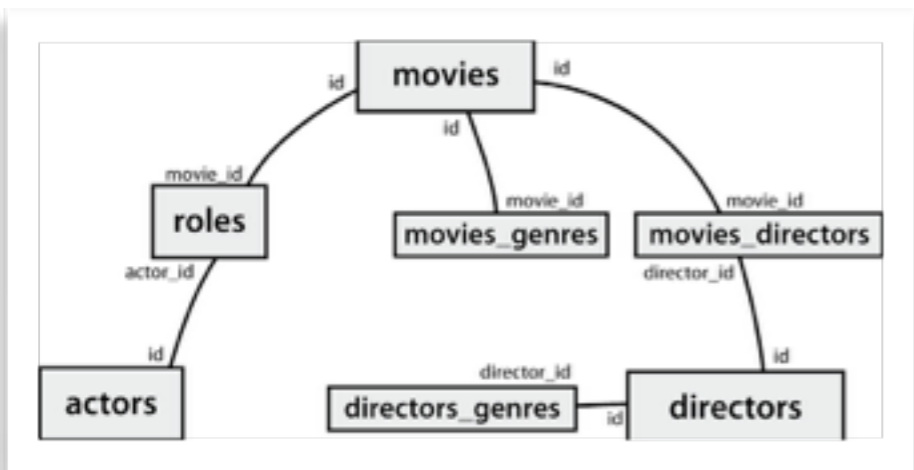 movies
id
id
id
movie_id
roles
movie_id
movies_genres
movie_id
movies_directors
actor_id
director_id
id
actors
director_id
directors_genres
id
id
directors